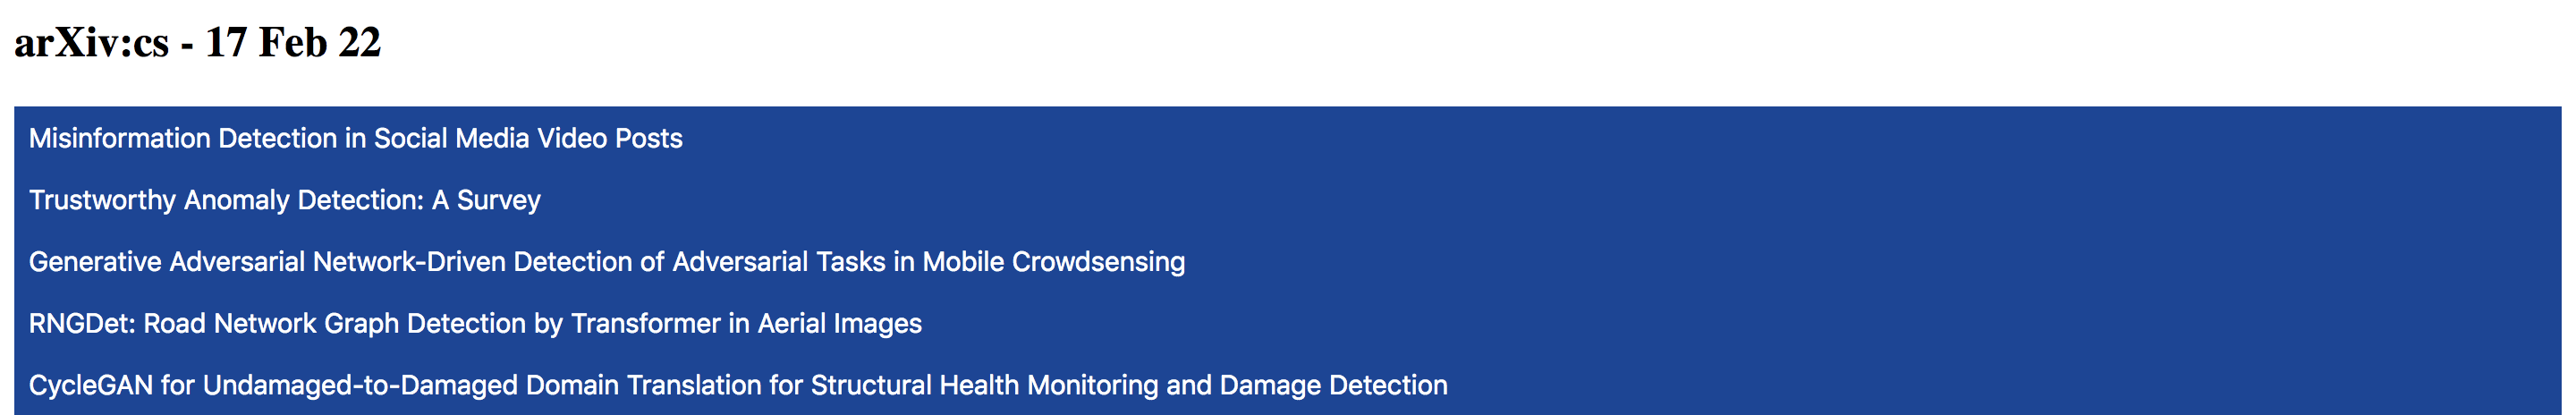 arXiv:cs - 17 Feb 22
Misinformation Detection in Social Media Video Posts
Trustworthy Anomaly Detection: A Survey
Generative Adversarial Network-Driven Detection of Adversarial Tasks in Mobile Crowdsensing
RNGDet: Road Network Graph Detection by Transformer in Aerial Images
CycleGAN for Undamaged-to-Damaged Domain Translation for Structural Health Monitoring and Damage Detection